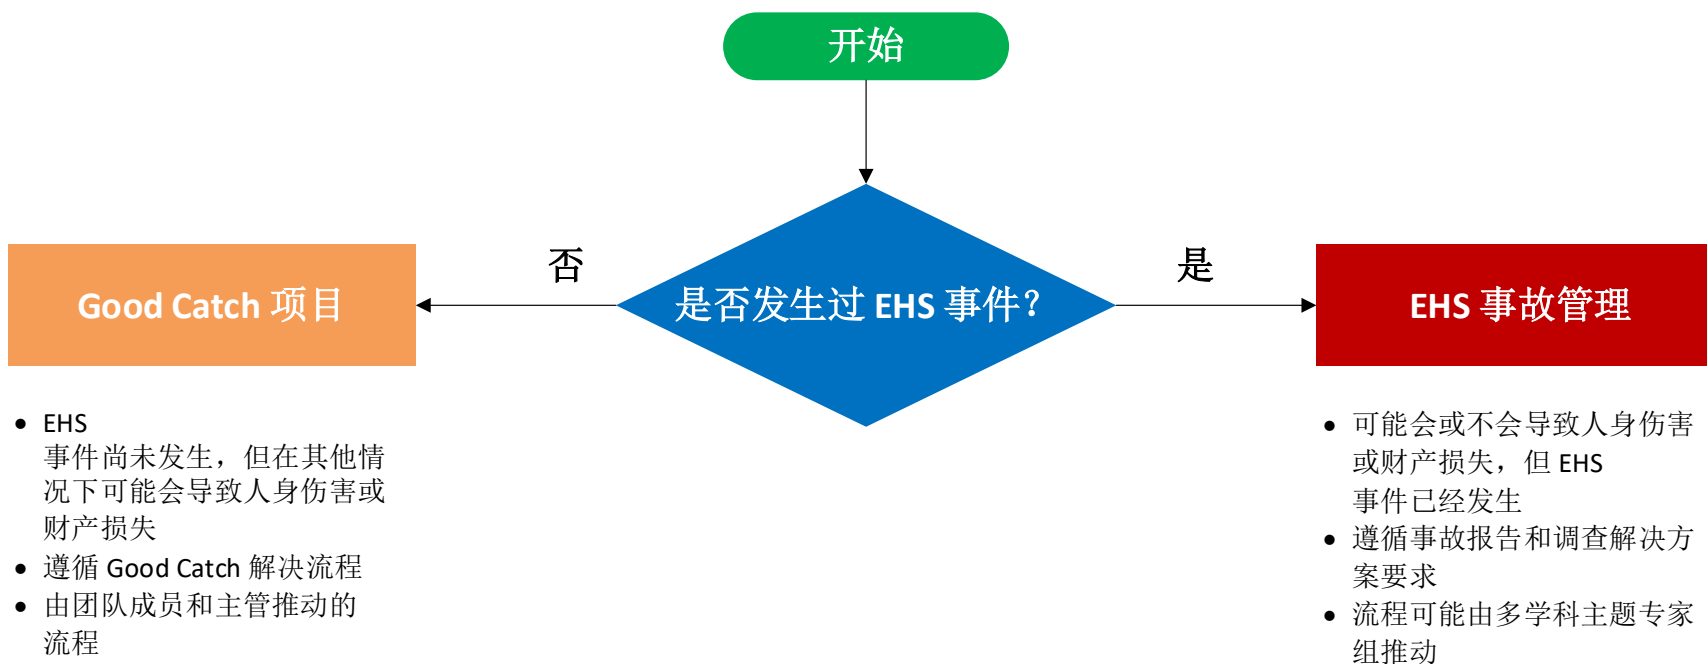 开始
否
是
Good Catch 项目
是否发生过 EHS 事件？
EHS 事故管理
• EHS
事件尚未发生，但在其他情
况下可能会导致人身伤害或
财产损失
• 遵循 Good Catch 解决流程
• 由团队成员和主管推动的
流程
• 可能会或不会导致人身伤害
或财产损失，但 EHS
事件已经发生
• 遵循事故报告和调查解决方
案要求
• 流程可能由多学科主题专家
组推动